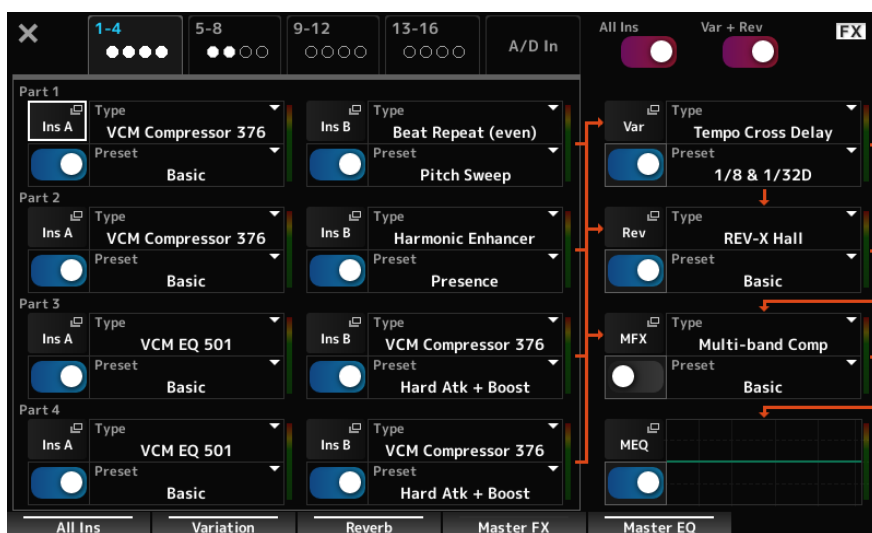 1-4
5-8
9-12
13-16
A/D In
All Ins
Var + Rev
FX
Part 1
Ins A
Type
VCM Compressor 376
Preset
Basic
Ins B
Type
Beat Repeat (even)
Preset
Pitch Sweep
Var
Type
Tempo Cross Delay
Preset
1/8 & 1/32D
Part 2
Ins A
Type
VCM Compressor 376
Preset
Basic
Ins B
Type
Harmonic Enhancer
Preset
Presence
Rev
Type
REV-X Hall
Preset
Basic
Part 3
Ins A
Type
VCM EQ 501
Preset
Basic
Ins B
Type
VCM Compressor 376
Preset
Hard Atk + Boost
MFX
Type
Multi-band Comp
Preset
Basic
Part 4
Ins A
Type
VCM EQ 501
Preset
Basic
Ins B
Type
VCM Compressor 376
Preset
Hard Atk + Boost
MEQ
All Ins
Variation
Reverb
Master FX
Master EQ